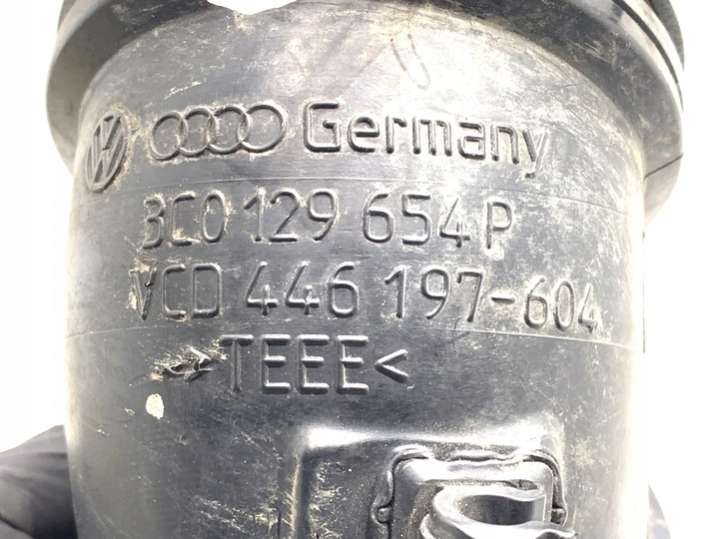 Germany
3C0 129 654 P
VCD 446 197-604
>TEEE<